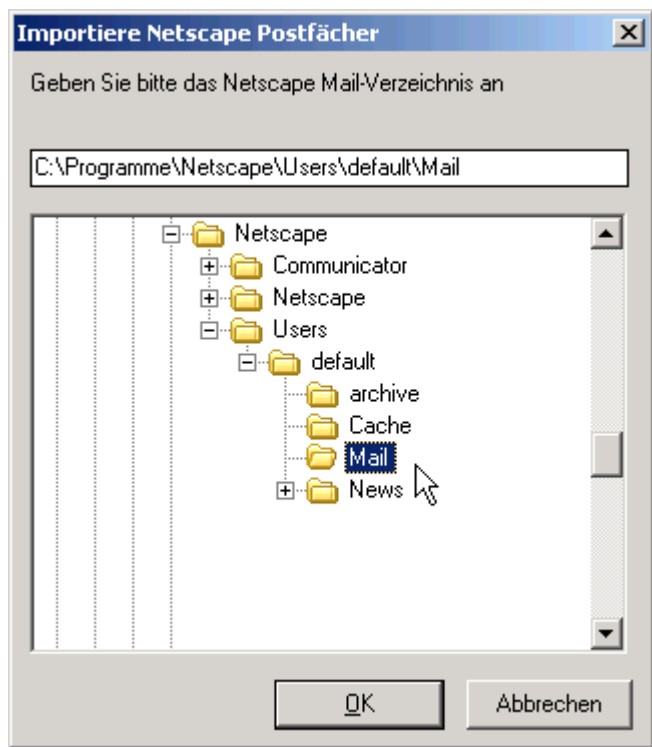 Importiere Netscape Postfächer
Geben Sie bitte das Netscape Mail-Verzeichnis an
C:\Programme\Netscape\Users\default\Mail
Netscape
Communicator
Netscape
Users
default
archive
Cache
Mail
News
OK Abbrechen